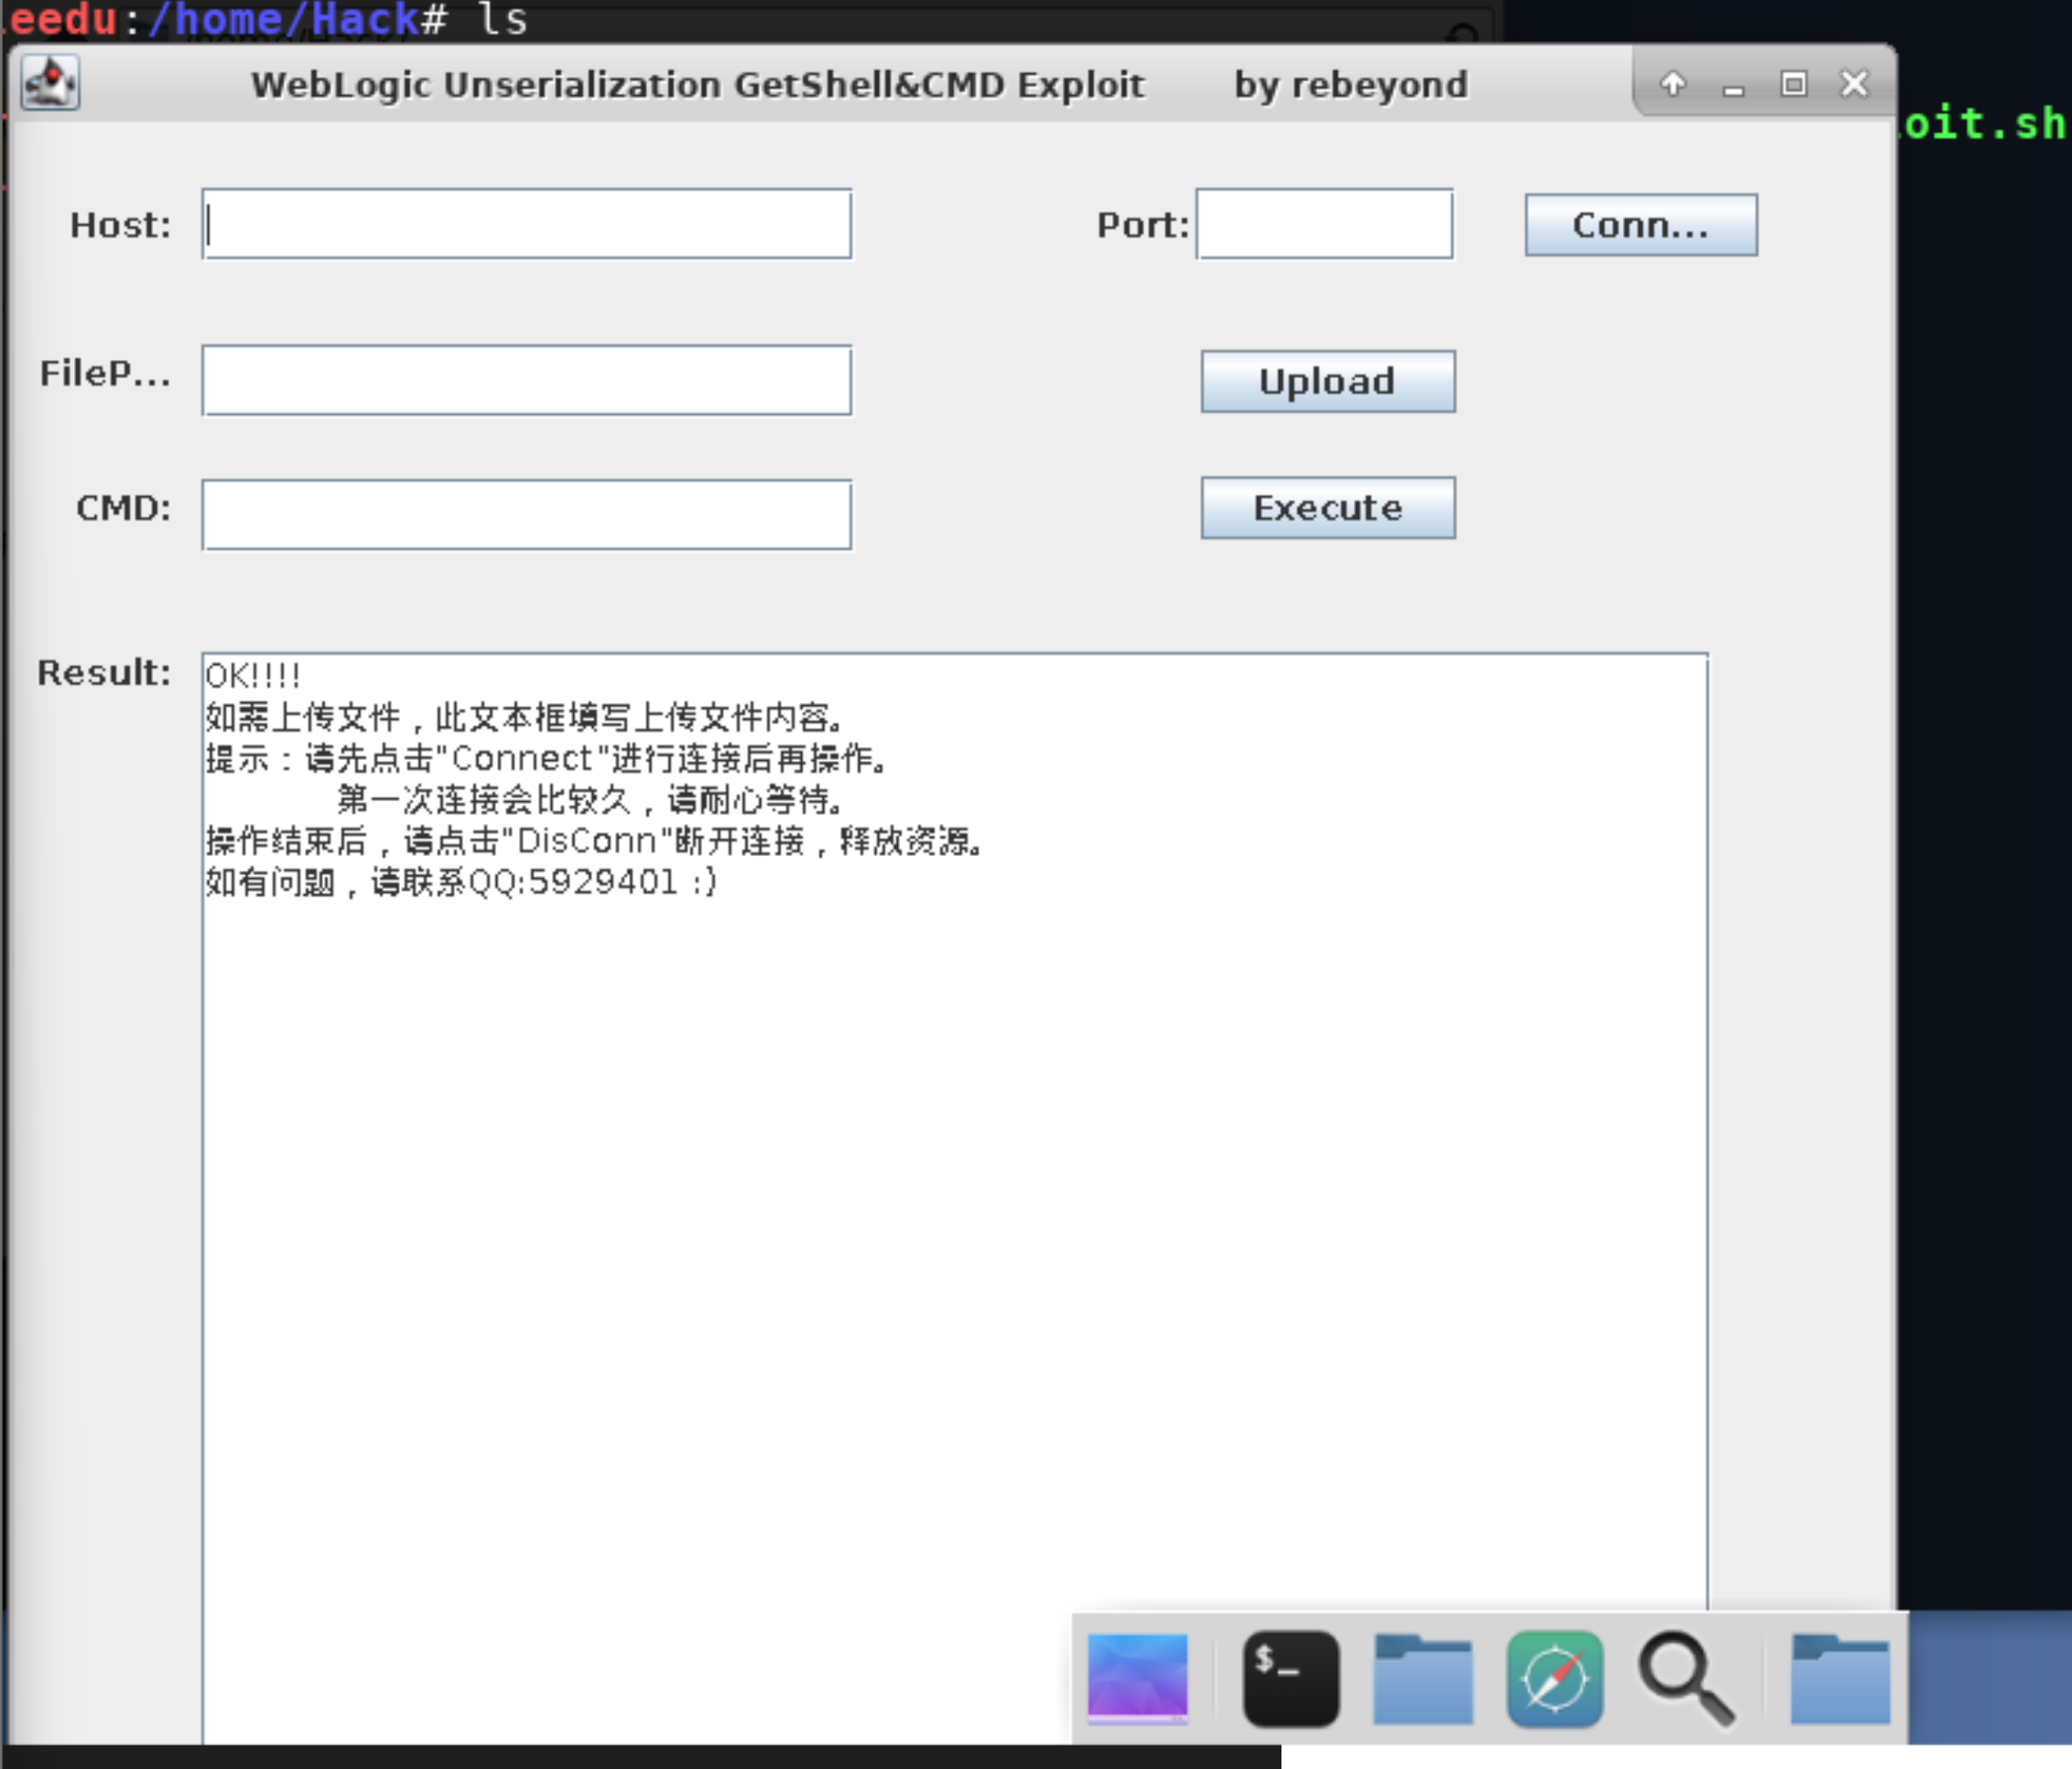 eedu:/home/Hack# ls
WebLogic Unserialization GetShell&CMD Exploit by rebeyond
oit.sh
Host:
Port:
Conn...
FileP...
Upload
CMD:
Execute
Result:
OK!!!!
如需上传文件，此文本框填写上传文件内容。
提示：请先点击"Connect"进行连接后再操作。
第一次连接会比较久，请耐心等待。
操作结束后，请点击"DisConn"断开连接，释放资源。
如有问题，请联系QQ:5929401 :)
$_